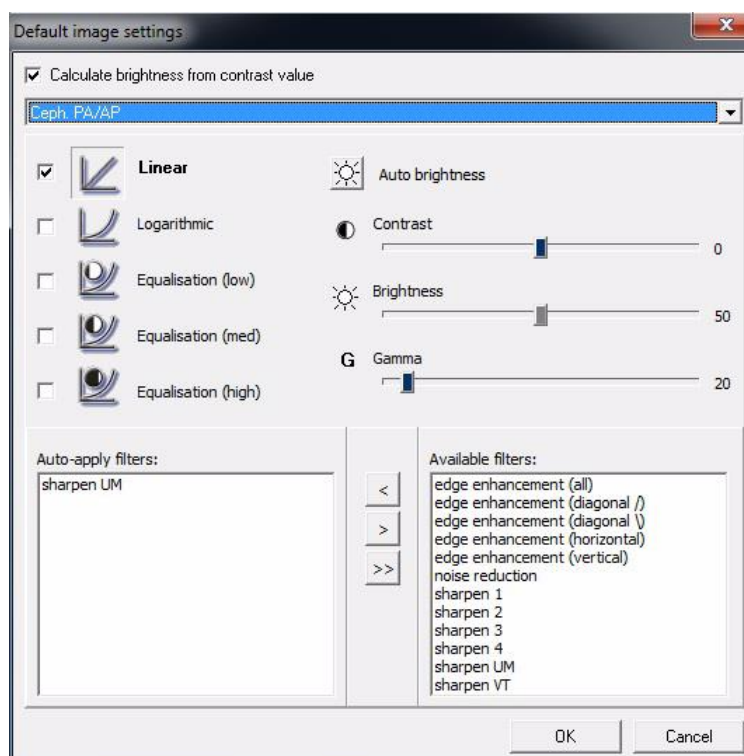 Default image settings
Calculate brightness from contrast value
Ceph. PA/AP
Linear
Logarithmic
Equalisation (low)
Equalisation (med)
Equalisation (high)
Auto brightness
Contrast
0
Brightness
50
G Gamma
20
Auto-apply filters:
sharpen UM
<
>
>>
Available filters:
edge enhancement (all)
edge enhancement (diagonal /)
edge enhancement (diagonal \)
edge enhancement (horizontal)
edge enhancement (vertical)
noise reduction
sharpen 1
sharpen 2
sharpen 3
sharpen 4
sharpen UM
sharpen VT
OK
Cancel